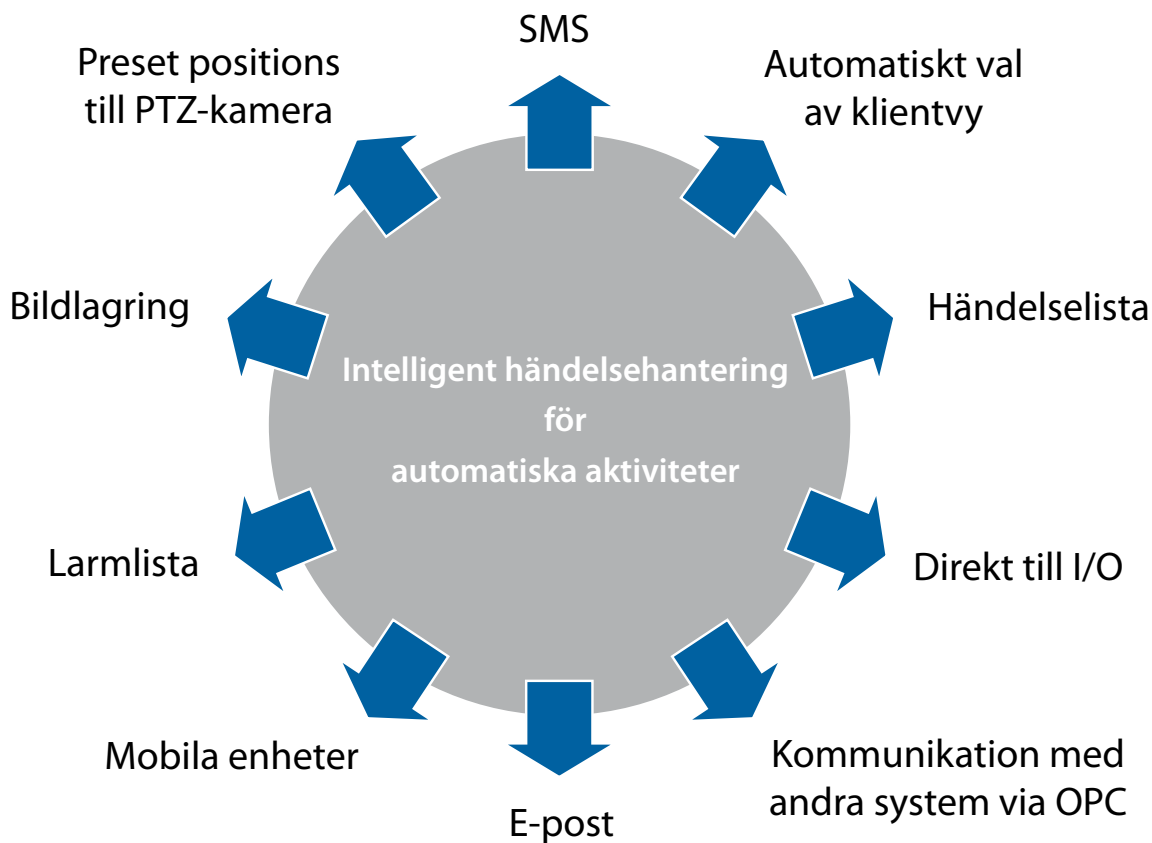 SMS
Preset positions
till PTZ-kamera
Automatiskt val
av klientvy
Bildlagring
Händelselista
Intelligent händelsehantering
för
automatiska aktiviteter
Larmlista
Direkt till I/O
Mobila enheter
Kommunikation med
andra system via OPC
E-post